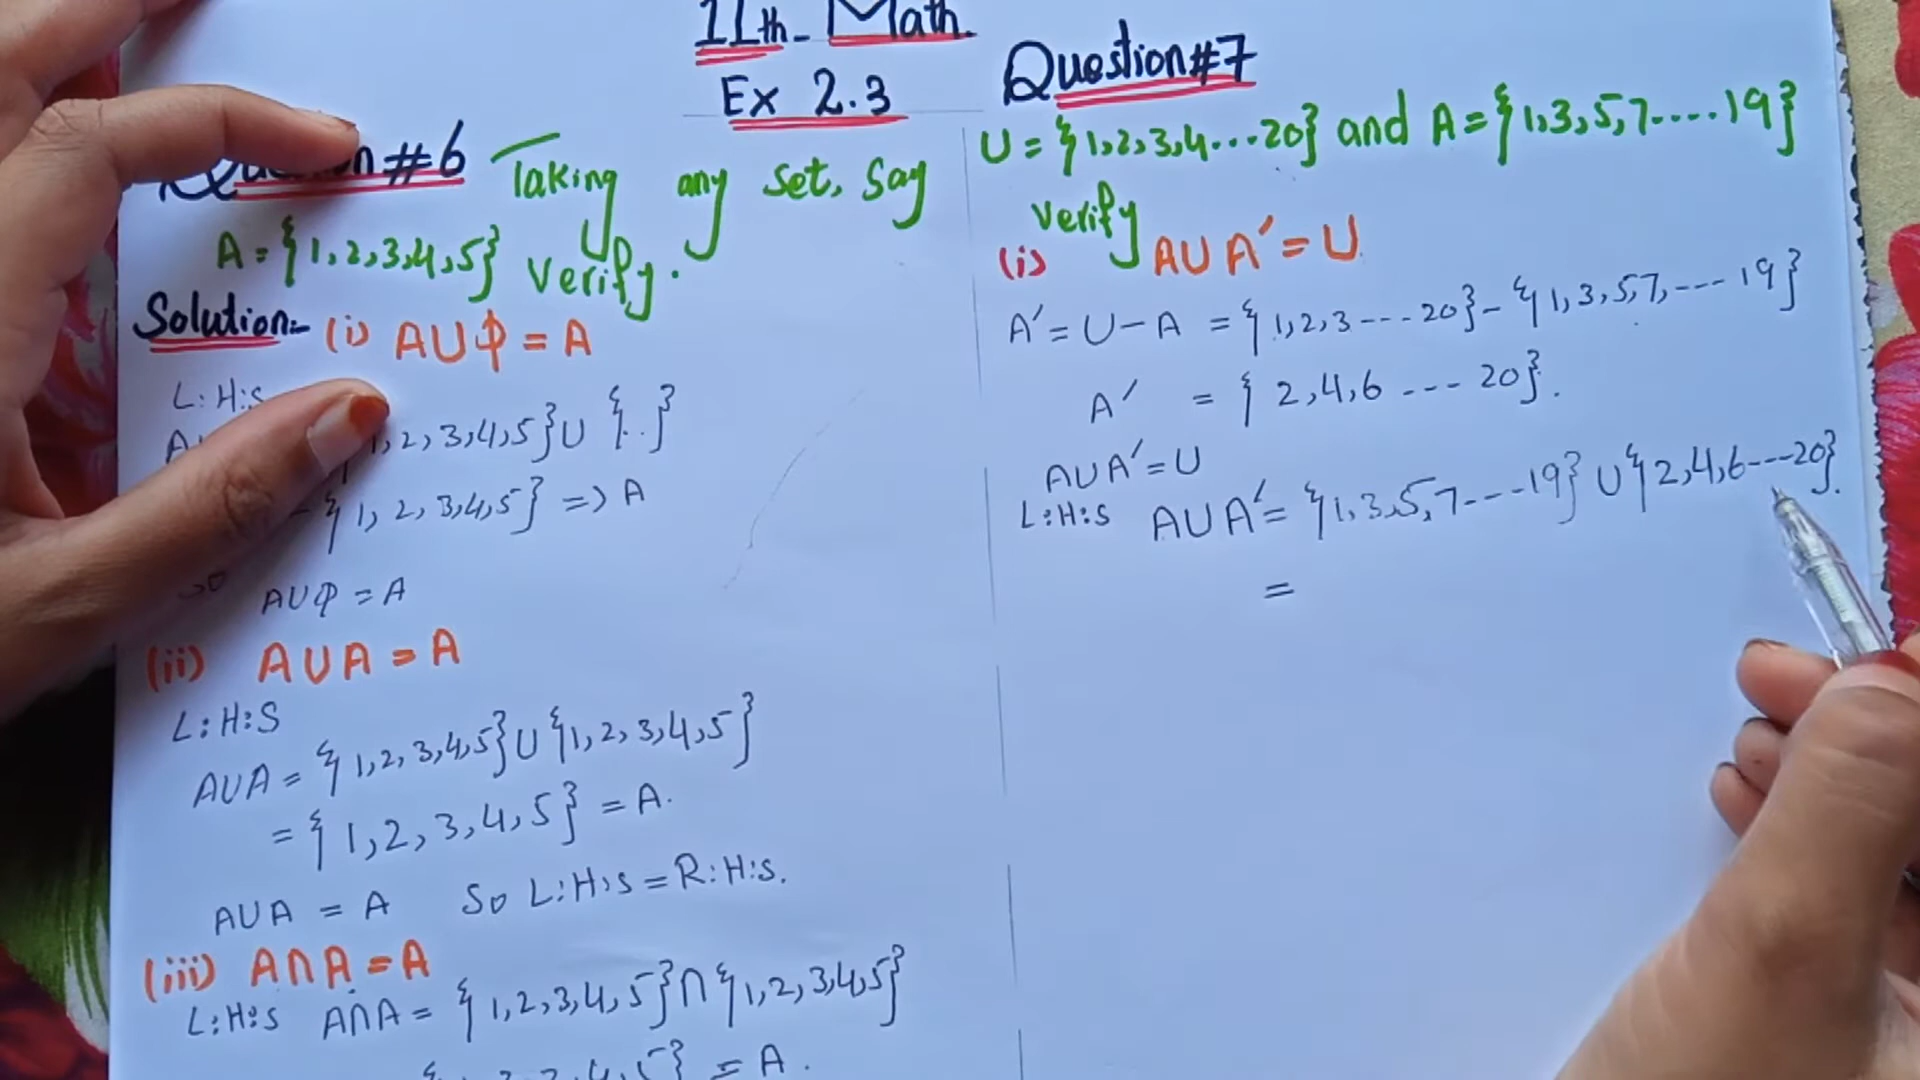 11th- Math.
Ex 2.3
#6 Taking any set, Say
A = {1,2,3,4,5} Verify.
Solution:- (i) A∪ϕ = A
L:H:S
2,3,4,5}∪{..}
= {1,2,3,4,5} => A
so A∪ϕ = A
(ii) A∪A = A
L:H:S
A∪A = {1,2,3,4,5}∪{1,2,3,4,5}
= {1,2,3,4,5} = A.
A∪A = A So L:H:S = R:H:S.
(iii) A∩A = A
L:H:S A∩A = {1,2,3,4,5}∩{1,2,3,4,5}
= A.
Question#7
U = {1,2,3,4...20} and A = {1,3,5,7....19}
verify
(i) A∪A′ = U
A′ = U-A = {1,2,3---20}-{1,3,5,7,---19}
A′ = {2,4,6---20}.
A∪A′ = U
L:H:S A∪A′ = {1,3,5,7---19}∪{2,4,6---20}.
=